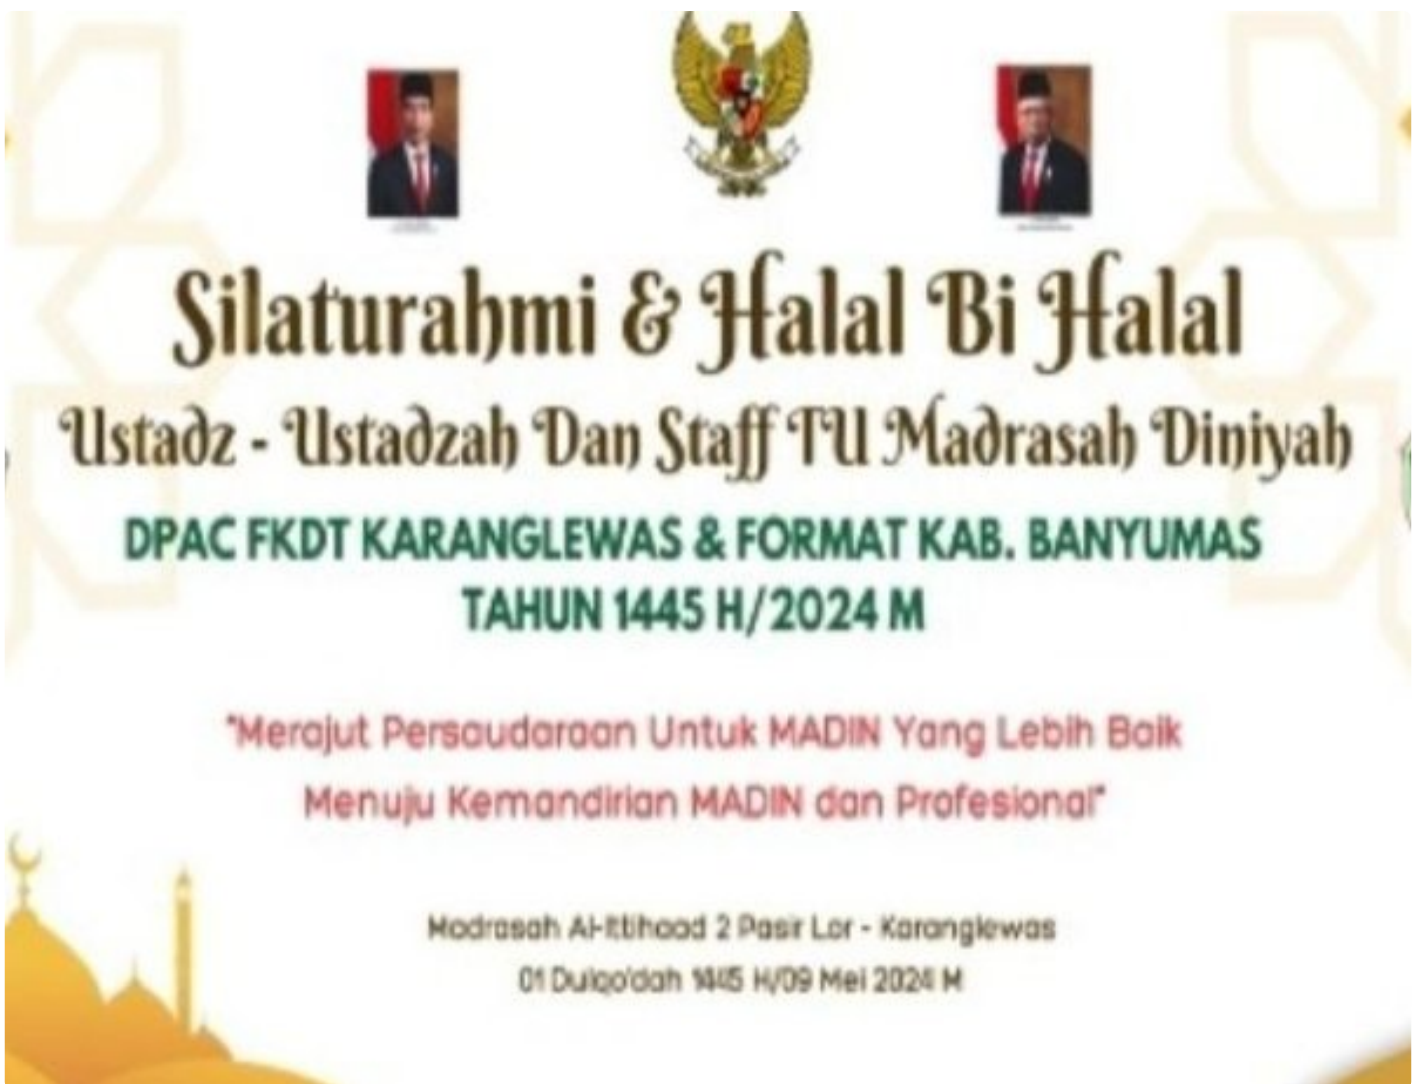 Silaturahmi & Halal Bi Halal
Ustadz - Ustadzah Dan Staff TU Madrasah Diniyah
DPAC FKDT KARANGLEWAS & FORMAT KAB. BANYUMAS
TAHUN 1445 H/2024 M
"Merajut Persaudaraan Untuk MADIN Yang Lebih Baik
Menuju Kemandirian MADIN dan Profesional"
Madrasah Al-Ittihaad 2 Pasir Lor - Karanglewas
01 Dulqo'dah 1445 H/09 Mei 2024 M